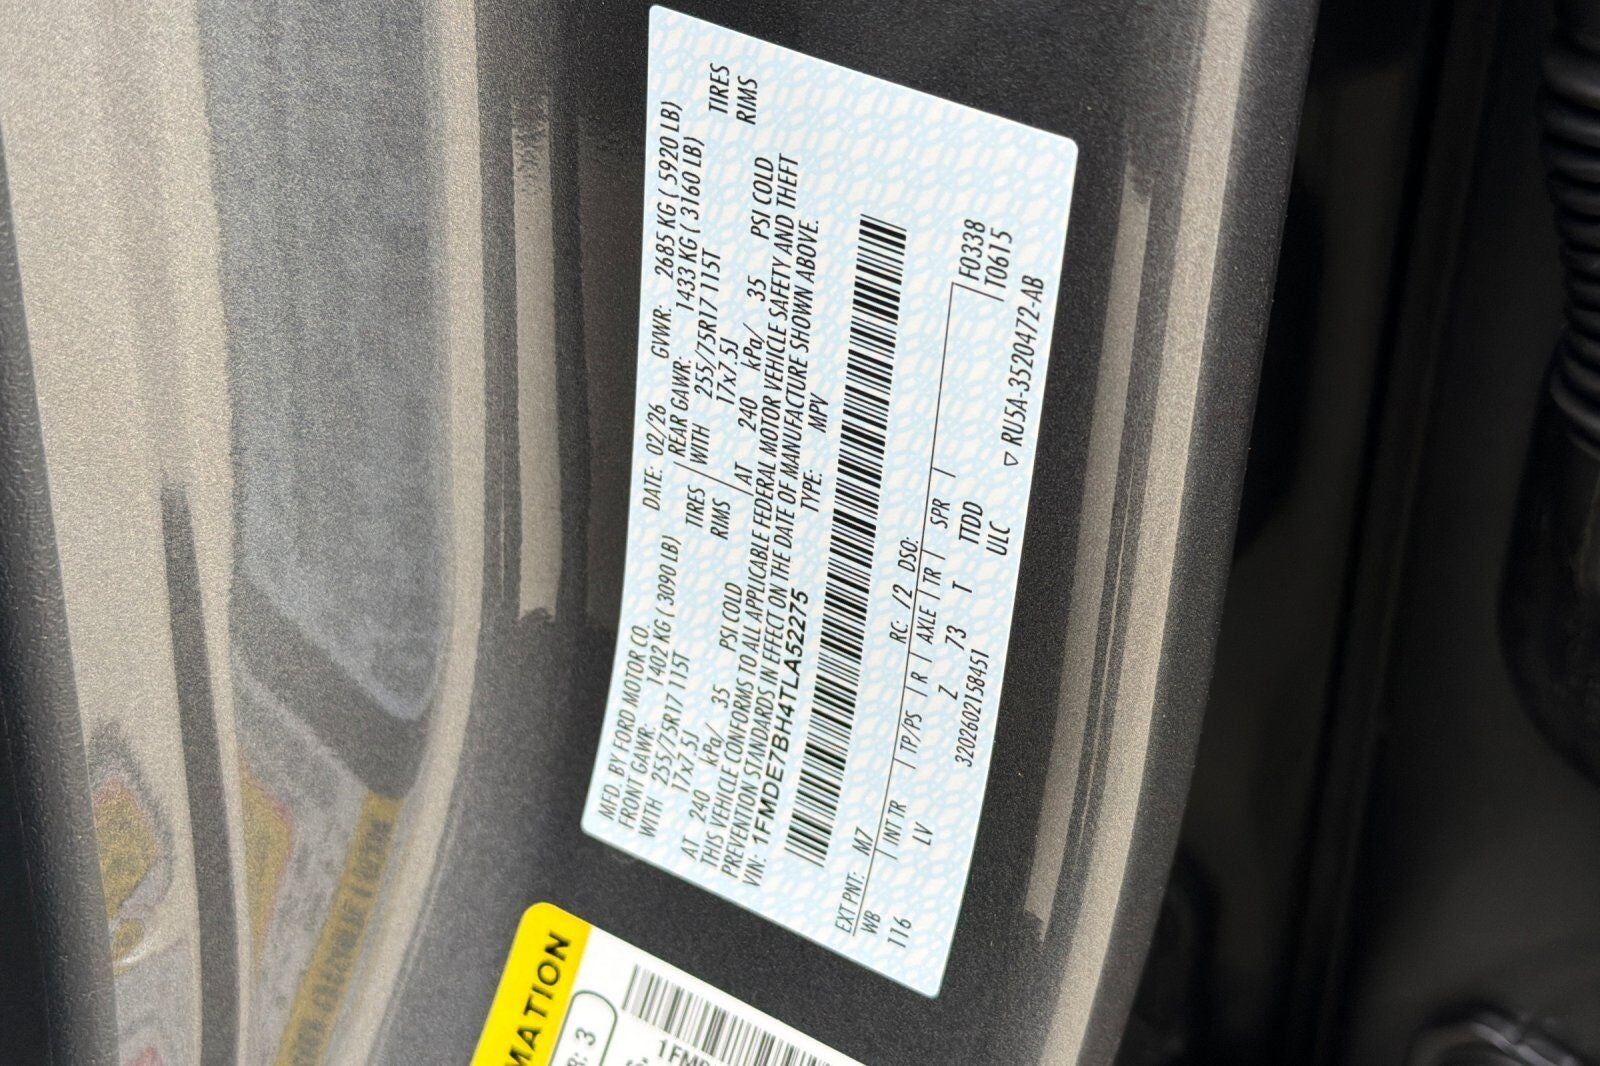 MFD. BY FORD MOTOR CO.
DATE: 02/26 GVWR: 2685 KG ( 5920 LB)
FRONT GAWR: 1402 KG ( 3090 LB) REAR GAWR: 1433 KG ( 3160 LB)
WITH 255/75R17 115T TIRES WITH 255/75R17 115T TIRES
17x7.5J RIMS 17x7.5J RIMS
AT 240 kPa/ 35 PSI COLD AT 240 kPa/ 35 PSI COLD
THIS VEHICLE CONFORMS TO ALL APPLICABLE FEDERAL MOTOR VEHICLE SAFETY AND THEFT
PREVENTION STANDARDS IN EFFECT ON THE DATE OF MANUFACTURE SHOWN ABOVE.
VIN: 1FMDE7BH4TLA52275 TYPE: MPV
EXT PNT: M7 RC: /2 DSO: F0338
WB INT TR TP/PS R AXLE TR SPR T0615
116 LV Z 73 T TTDD
3202602158451 ULC ▽ RU5A-3520472-AB
MATION
R: 3